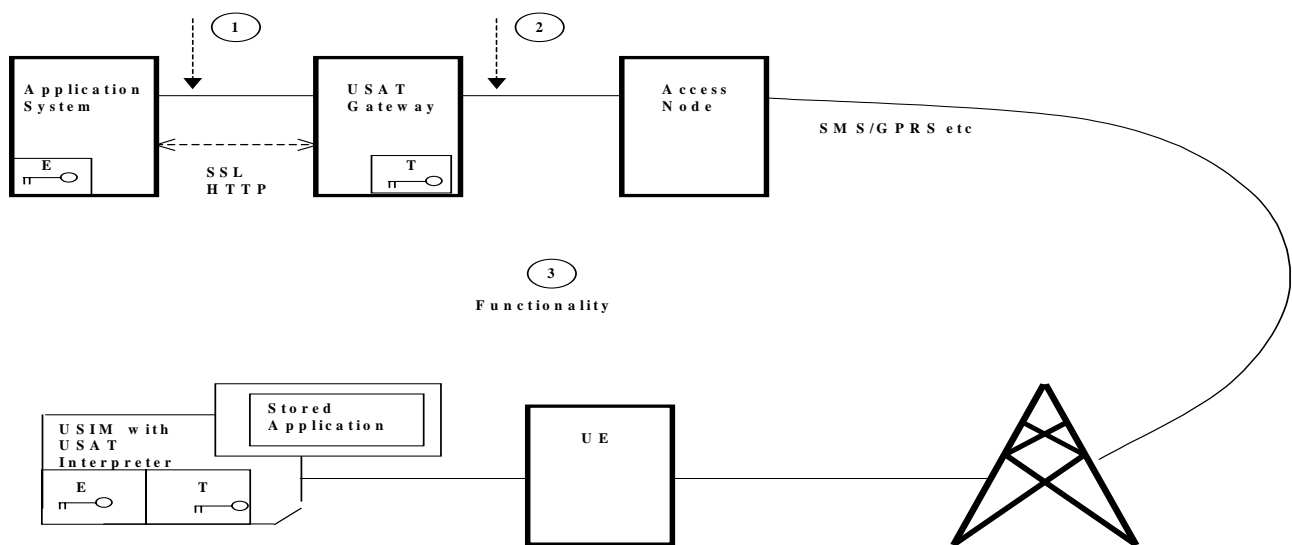 1
2
Application
System
USAT
Gateway
Access
Node
SMS/GPRS etc
E
T
SSL
HTTP
3
Functionality
Stored
Application
USIM with
USAT
Interpreter
UE
E
T